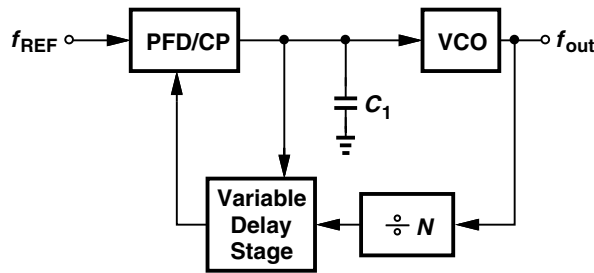 f_REF
PFD/CP
VCO
f_out
C_1
Variable
Delay
Stage
÷ N